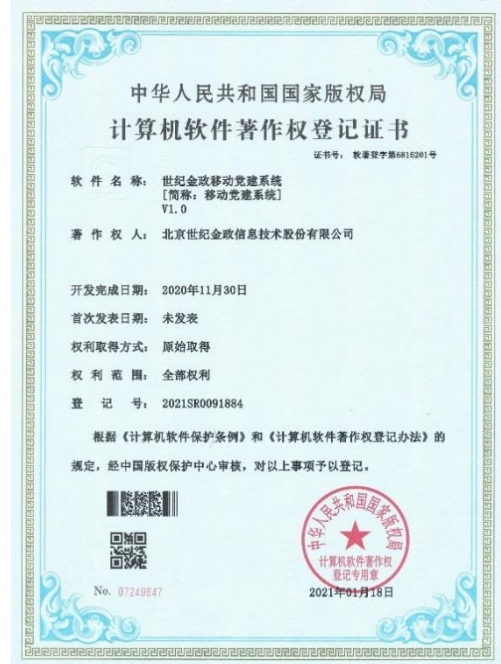 中华人民共和国国家版权局
计算机软件著作权登记证书
证书号： 软著登字第6816201号
软件名称： 世纪金政移动党建系统
[简称：移动党建系统]
V1.0
著作权人： 北京世纪金政信息技术股份有限公司
开发完成日期： 2020年11月30日
首次发表日期： 未发表
权利取得方式： 原始取得
权利范围： 全部权利
登记号： 2021SR0091884
根据《计算机软件保护条例》和《计算机软件著作权登记办法》的
规定，经中国版权保护中心审核，对以上事项予以登记。
中华人民共和国国家版权局
计算机软件著作权
登记专用章
No. 07249847
2021年01月18日